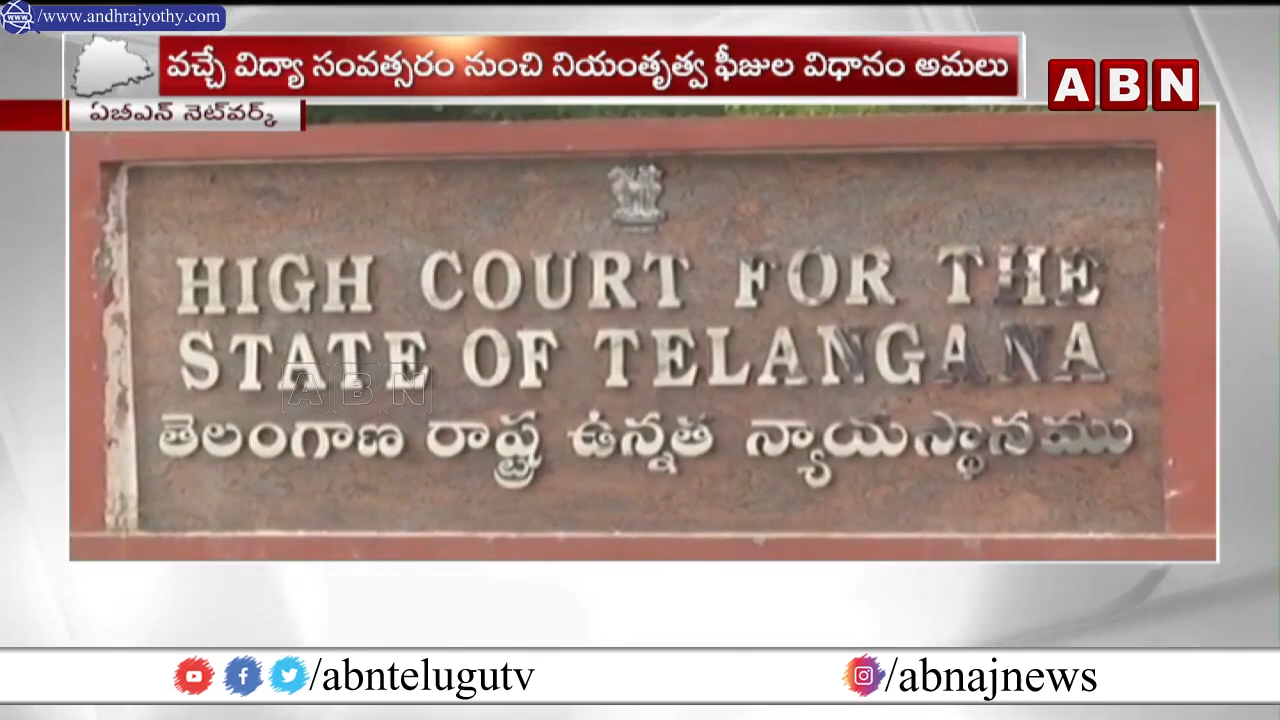 www.andhrajyothy.com
వచ్చే విద్యా సంవత్సరం నుంచి నియంతృత్వ ఫీజుల విధానం అమలు
ABN
ఏబీఎన్ నెట్‌వర్క్
HIGH COURT FOR THE
STATE OF TELANGANA
ABN
తెలంగాణ రాష్ట్ర ఉన్నత న్యాయస్థానము
/abntelugutv
/abnajnews